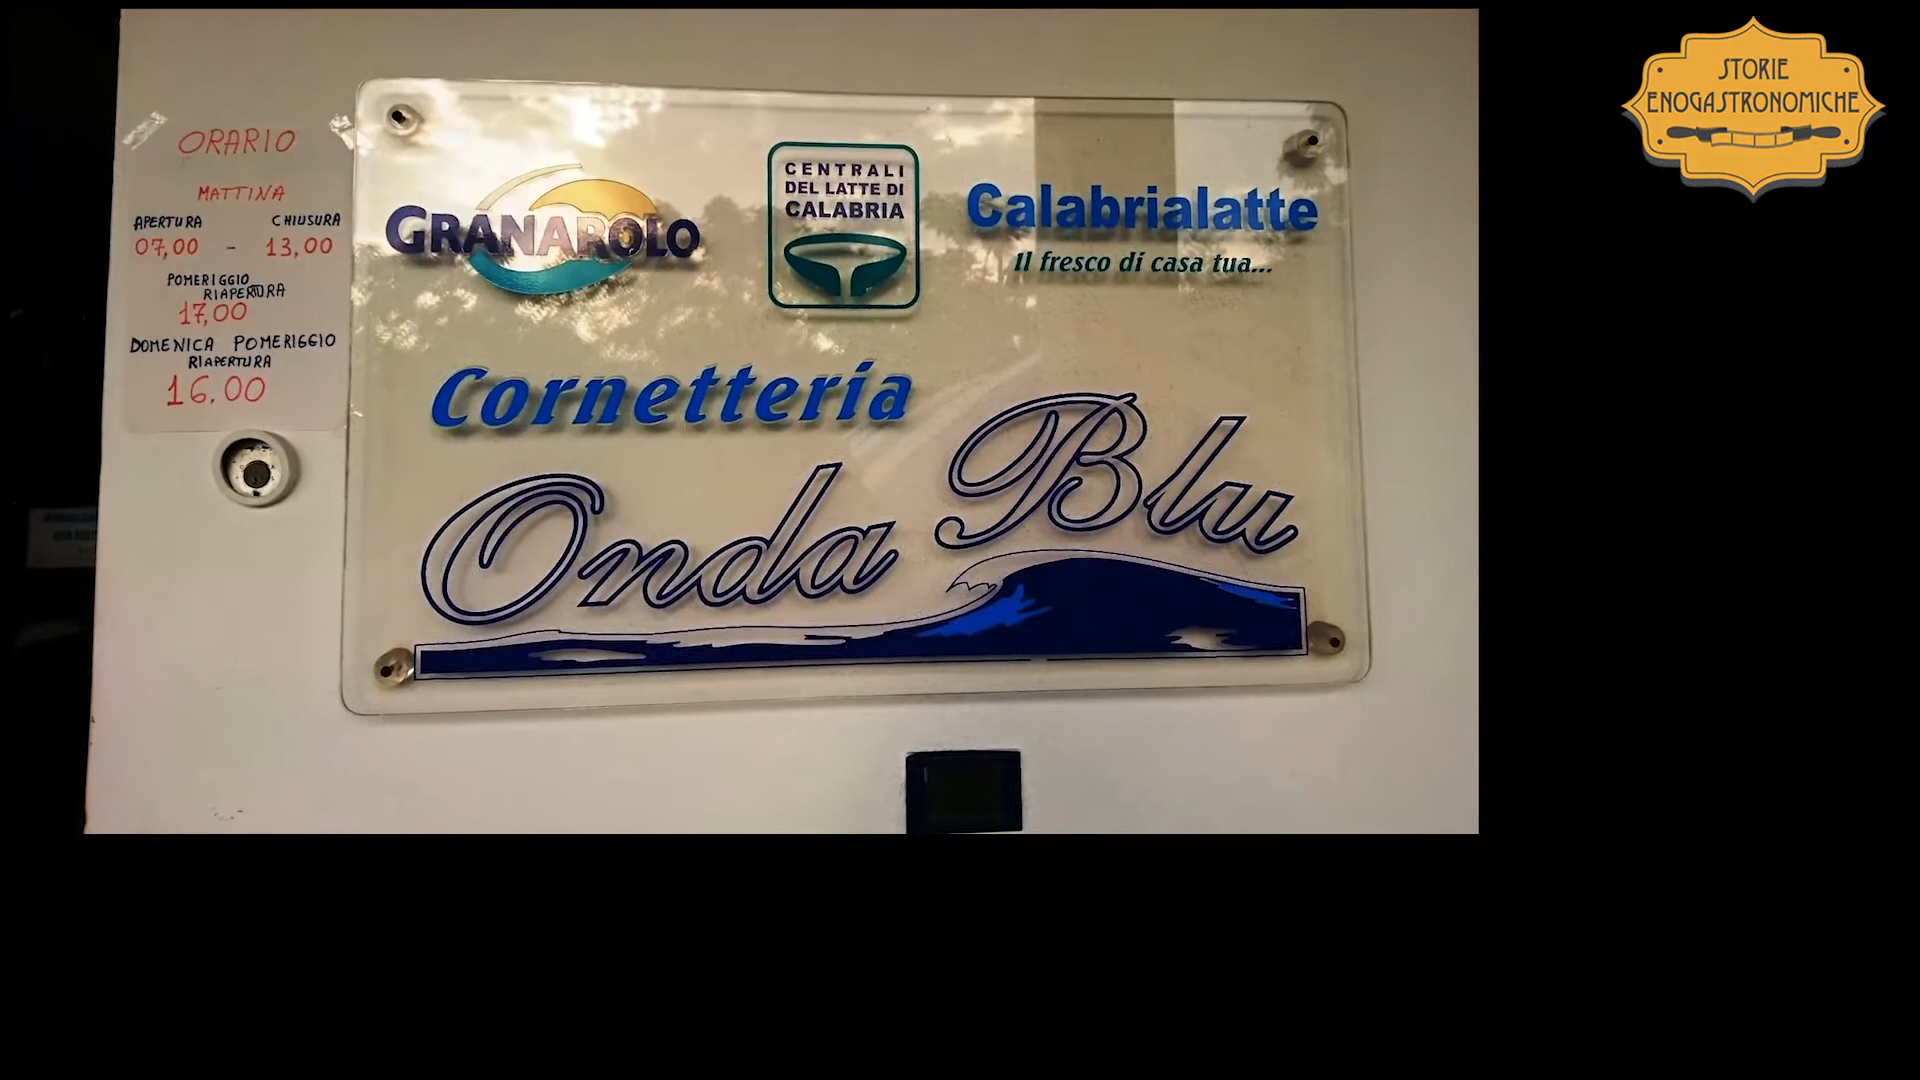 ORARIO
MATTINA
APERTURA CHIUSURA
07,00 - 13,00
POMERIGGIO
RIAPERTURA
17,00
DOMENICA POMERIGGIO
RIAPERTURA
16.00
GRANAROLO
CENTRALI
DEL LATTE DI
CALABRIA
Calabrialatte
Il fresco di casa tua...
Cornetteria
Onda Blu
STORIE
ENOGASTRONOMICHE